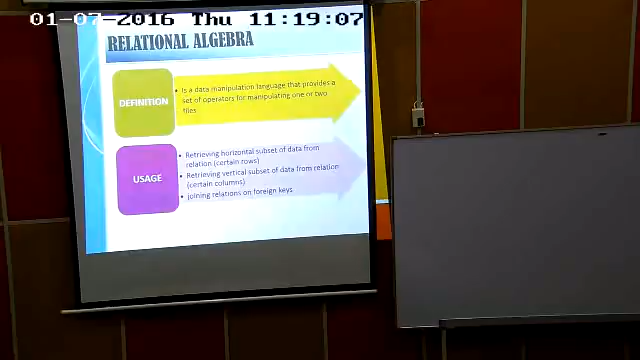 01-07-2016 Thu 11:19:07
RELATIONAL ALGEBRA
DEFINITION
• Is a data manipulation language that provides a
set of operators for manipulating one or two
files
USAGE
• Retrieving horizontal subset of data from
relation (certain rows)
• Retrieving vertical subset of data from relation
(certain columns)
• joining relations on foreign keys